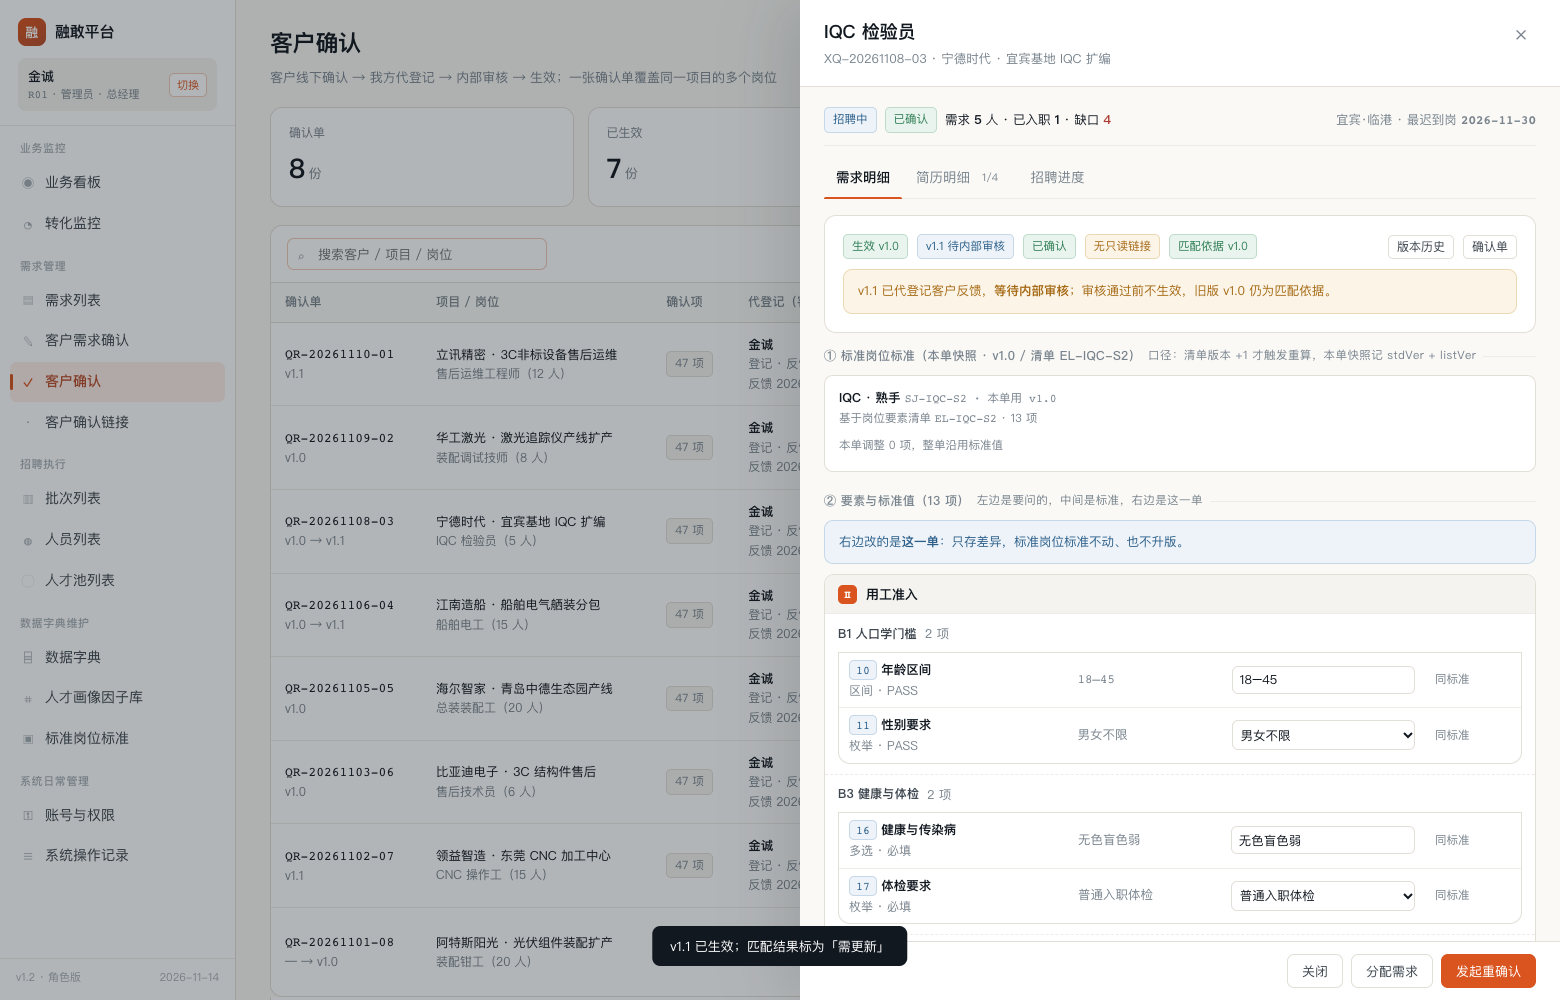 融 融敢平台
金诚
R01 · 管理员 · 总经理
切换
业务监控
业务看板
转化监控
需求管理
需求列表
客户需求确认
客户确认
客户确认链接
招聘执行
批次列表
人员列表
人才池列表
数据字典维护
数据字典
人才画像因子库
标准岗位标准
系统日常管理
账号与权限
系统操作记录
v1.2 · 角色版 2026-11-14
客户确认
客户线下确认 → 我方代登记 → 内部审核 → 生效；一张确认单覆盖同一项目的多个岗位
确认单
8 份
已生效
7 份
搜索客户 / 项目 / 岗位
确认单 项目 / 岗位 确认项 代登记
QR-20261110-01 立讯精密 · 3C非标设备售后运维 47 项 金诚
v1.1 售后运维工程师（12 人） 登记 · 反
反馈 202
QR-20261109-02 华工激光 · 激光追踪仪产线扩产 47 项 金诚
v1.0 装配调试技师（8 人） 登记 · 反
反馈 202
QR-20261108-03 宁德时代 · 宜宾基地 IQC 扩编 47 项 金诚
v1.0 → v1.1 IQC 检验员（5 人） 登记 · 反
反馈 202
QR-20261106-04 江南造船 · 船舶电气舾装分包 47 项 金诚
v1.0 → v1.1 船舶电工（15 人） 登记 · 反
反馈 202
QR-20261105-05 海尔智家 · 青岛中德生态园产线 47 项 金诚
v1.0 总装装配工（20 人） 登记 · 反
反馈 202
QR-20261103-06 比亚迪电子 · 3C 结构件售后 47 项 金诚
v1.0 售后技术员（6 人） 登记 · 反
反馈 202
QR-20261102-07 领益智造 · 东莞 CNC 加工中心 47 项 金诚
v1.1 CNC 操作工（15 人） 登记 · 反
反馈 202
QR-20261101-08 阿特斯阳光 · 光伏组件装配扩产
— → v1.0 装配钳工（20 人）
v1.1 已生效；匹配结果标为「需更新」
IQC 检验员
XQ-20261108-03 · 宁德时代 · 宜宾基地 IQC 扩编
×
招聘中 已确认 需求 5 人 · 已入职 1 · 缺口 4 宜宾·临港 · 最迟到岗 2026-11-30
需求明细 简历明细 1/4 招聘进度
生效 v1.0 v1.1 待内部审核 已确认 无只读链接 匹配依据 v1.0 版本历史 确认单
v1.1 已代登记客户反馈，等待内部审核；审核通过前不生效，旧版 v1.0 仍为匹配依据。
① 标准岗位标准（本单快照 · v1.0 / 清单 EL-IQC-S2） 口径：清单版本 +1 才触发重算，本单快照记 stdVer + listVer
IQC · 熟手 SJ-IQC-S2 · 本单用 v1.0
基于岗位要素清单 EL-IQC-S2 · 13 项
本单调整 0 项，整单沿用标准值
② 要素与标准值（13 项） 左边是要问的，中间是标准，右边是这一单
右边改的是这一单：只存差异，标准岗位标准不动、也不升版。
II 用工准入
B1 人口学门槛 2 项
10 年龄区间 18—45 18—45 同标准
区间 · PASS
11 性别要求 男女不限 男女不限 同标准
枚举 · PASS
B3 健康与体检 2 项
16 健康与传染病 无色盲色弱 无色盲色弱 同标准
多选 · 必填
17 体检要求 普通入职体检 普通入职体检 同标准
枚举 · 必填
关闭 分配需求 发起重确认